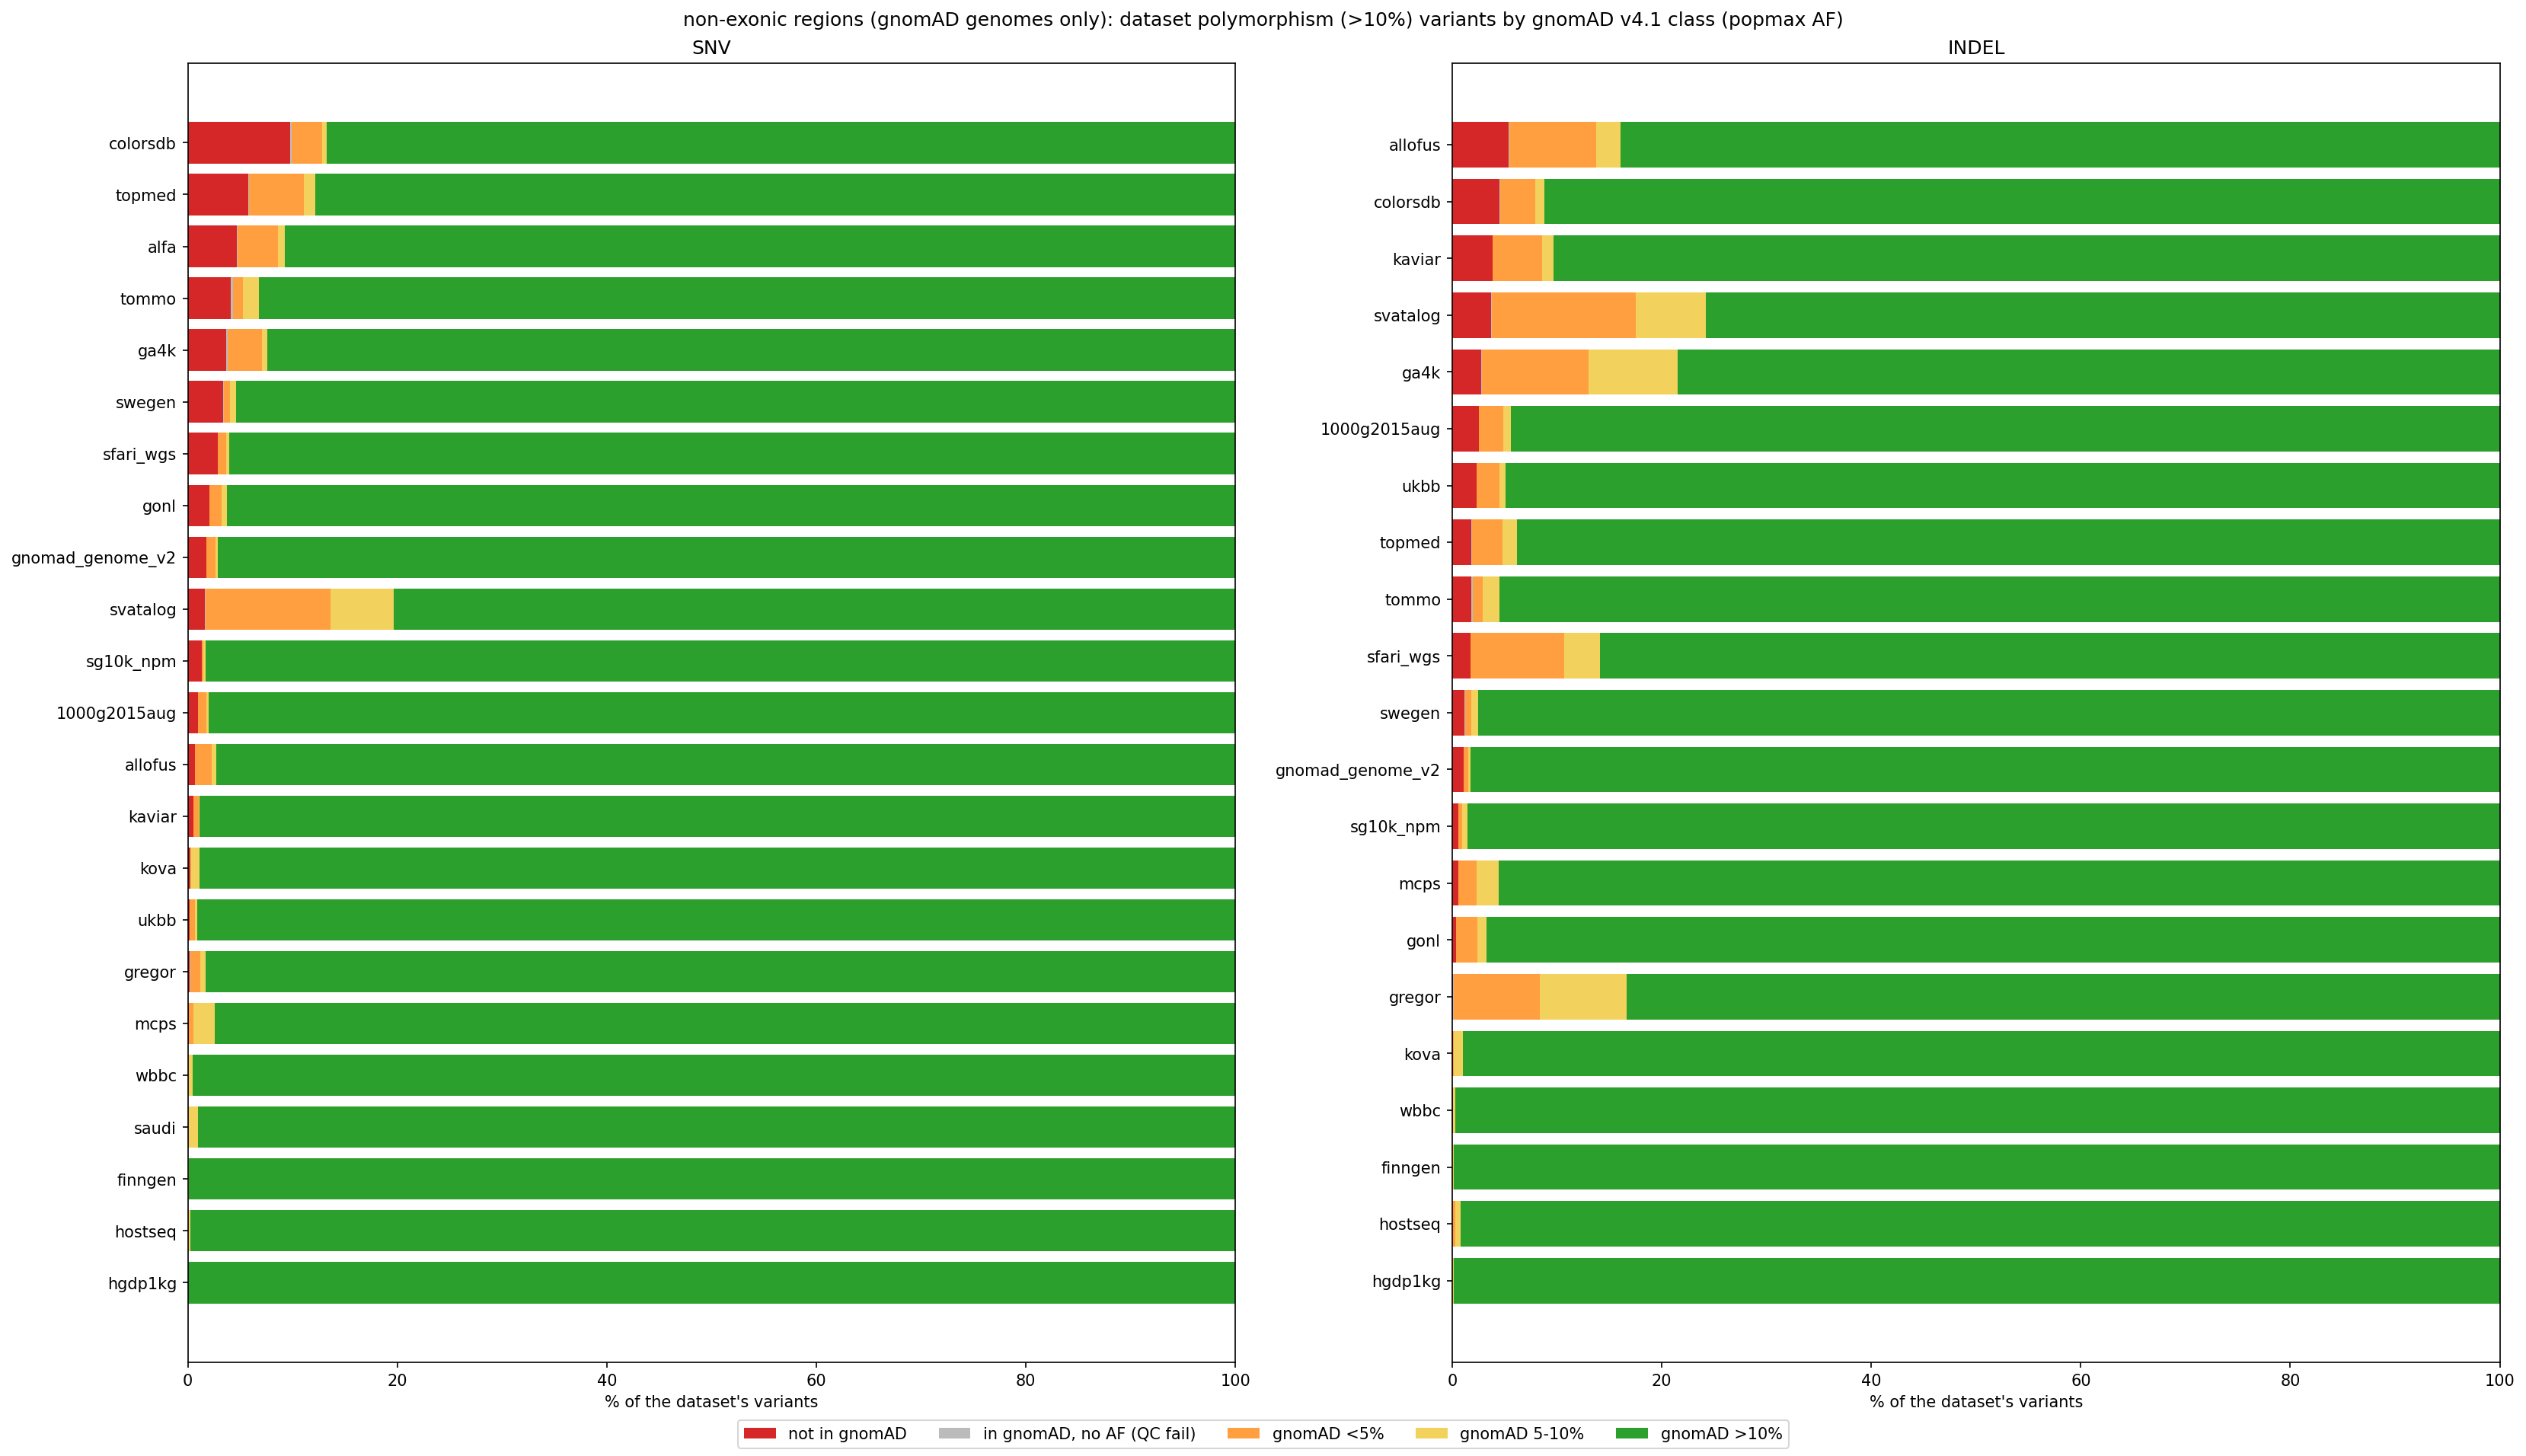 non-exonic regions (gnomAD genomes only): dataset polymorphism (>10%) variants by gnomAD v4.1 class (popmax AF)
SNV
colorsdb
topmed
alfa
tommo
ga4k
swegen
sfari_wgs
gonl
gnomad_genome_v2
svatalog
sg10k_npm
1000g2015aug
allofus
kaviar
kova
ukbb
gregor
mcps
wbbc
saudi
finngen
hostseq
hgdp1kg
0 20 40 60 80 100
% of the dataset's variants
INDEL
allofus
colorsdb
kaviar
svatalog
ga4k
1000g2015aug
ukbb
topmed
tommo
sfari_wgs
swegen
gnomad_genome_v2
sg10k_npm
mcps
gonl
gregor
kova
wbbc
finngen
hostseq
hgdp1kg
0 20 40 60 80 100
% of the dataset's variants
not in gnomAD in gnomAD, no AF (QC fail) gnomAD <5% gnomAD 5-10% gnomAD >10%